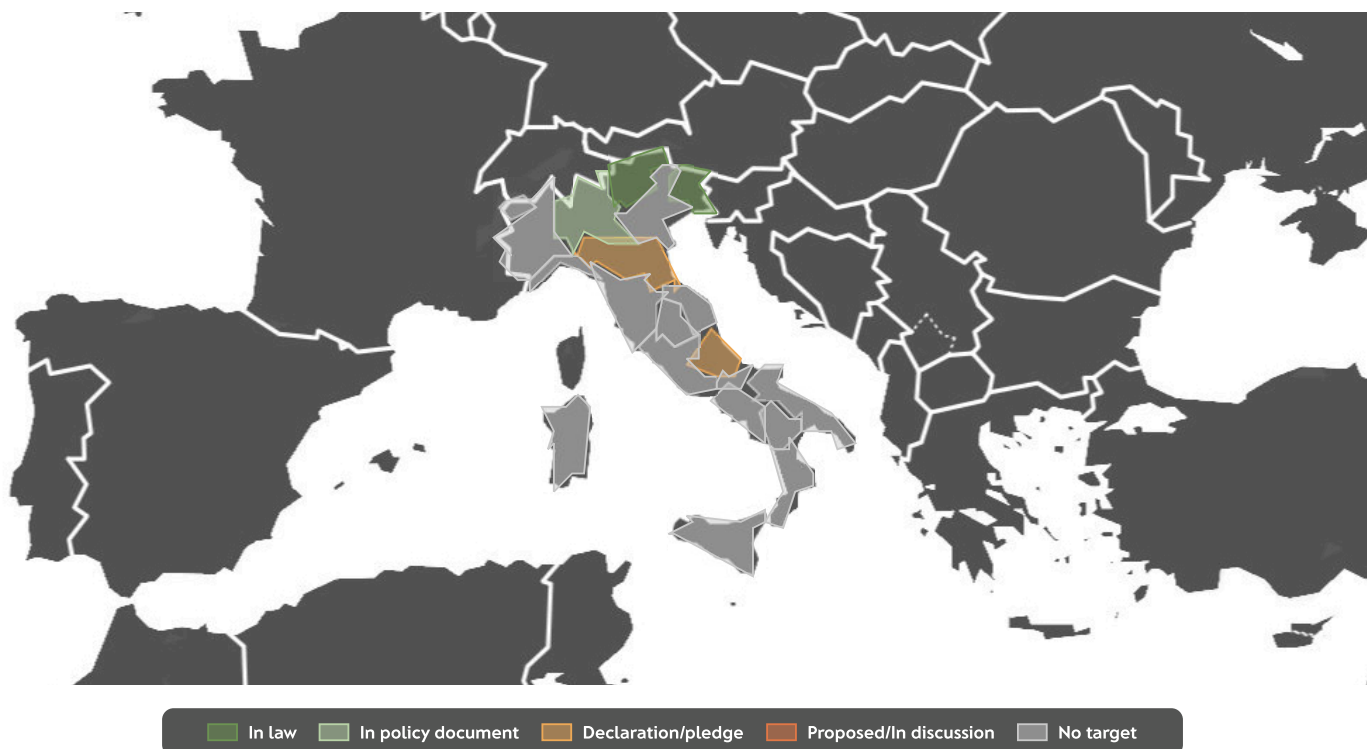 In law In policy document Declaration/pledge Proposed/In discussion No target